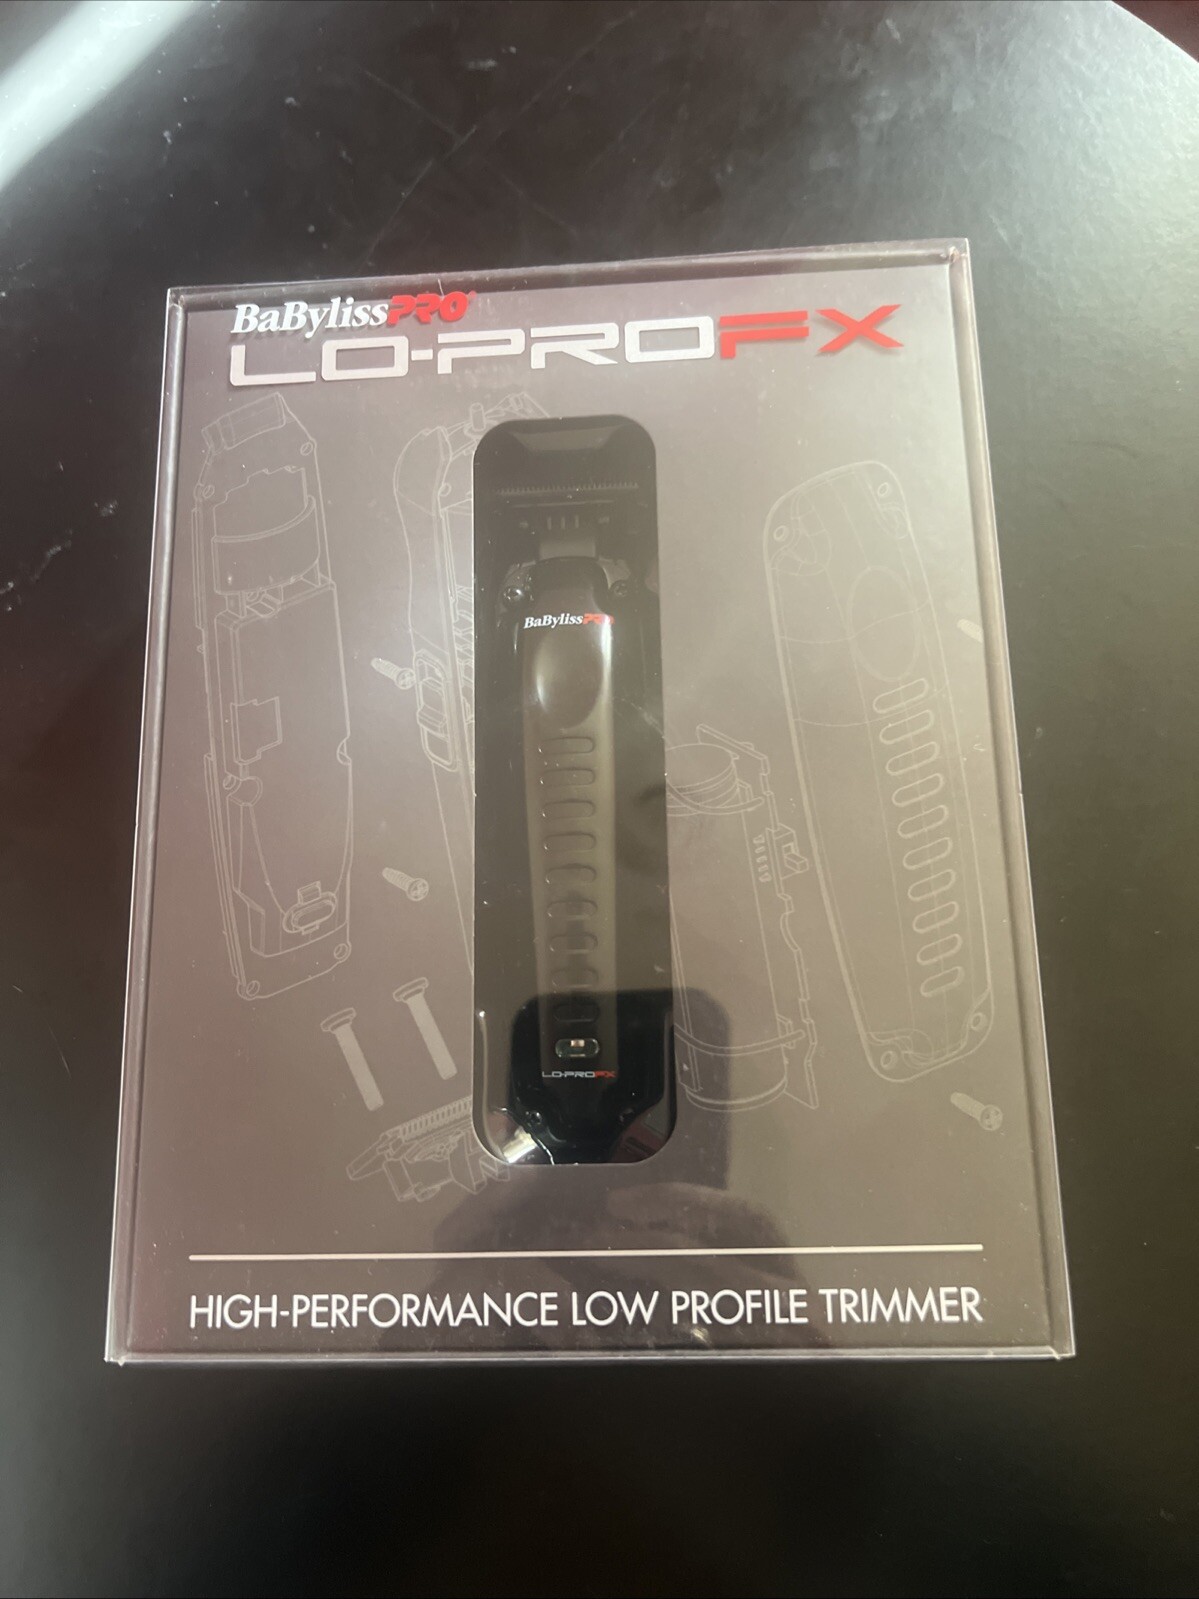 BaBylissPRO®
LO-PROFX
BaBylissPRO
LO-PROFX
HIGH-PERFORMANCE LOW PROFILE TRIMMER